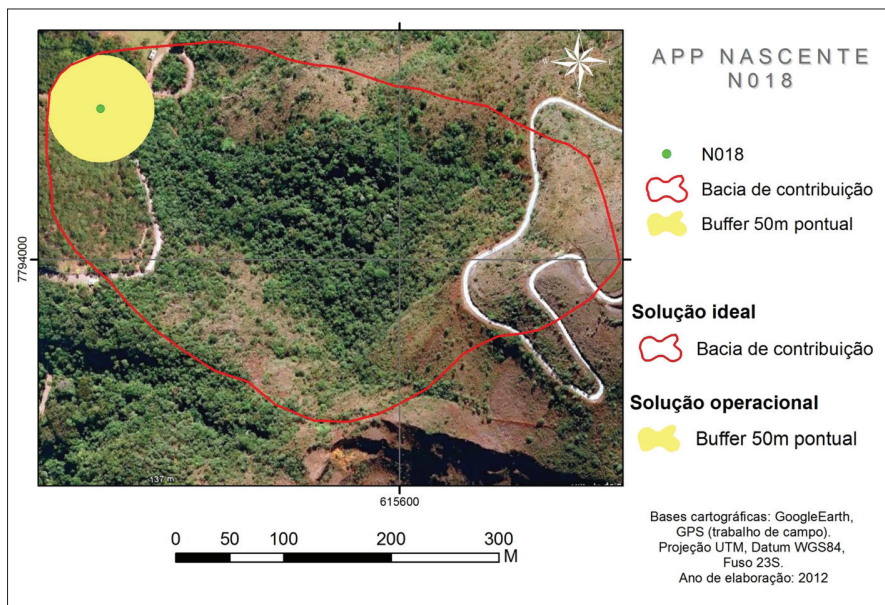 APP NASCENTE
N018
N018
Bacia de contribuição
Buffer 50m pontual
Solução ideal
Bacia de contribuição
Solução operacional
Buffer 50m pontual
7794000
137 m
615600
0 50 100 200 300
M
Bases cartográficas: GoogleEarth,
GPS (trabalho de campo).
Projeção UTM, Datum WGS84,
Fuso 23S.
Ano de elaboração: 2012